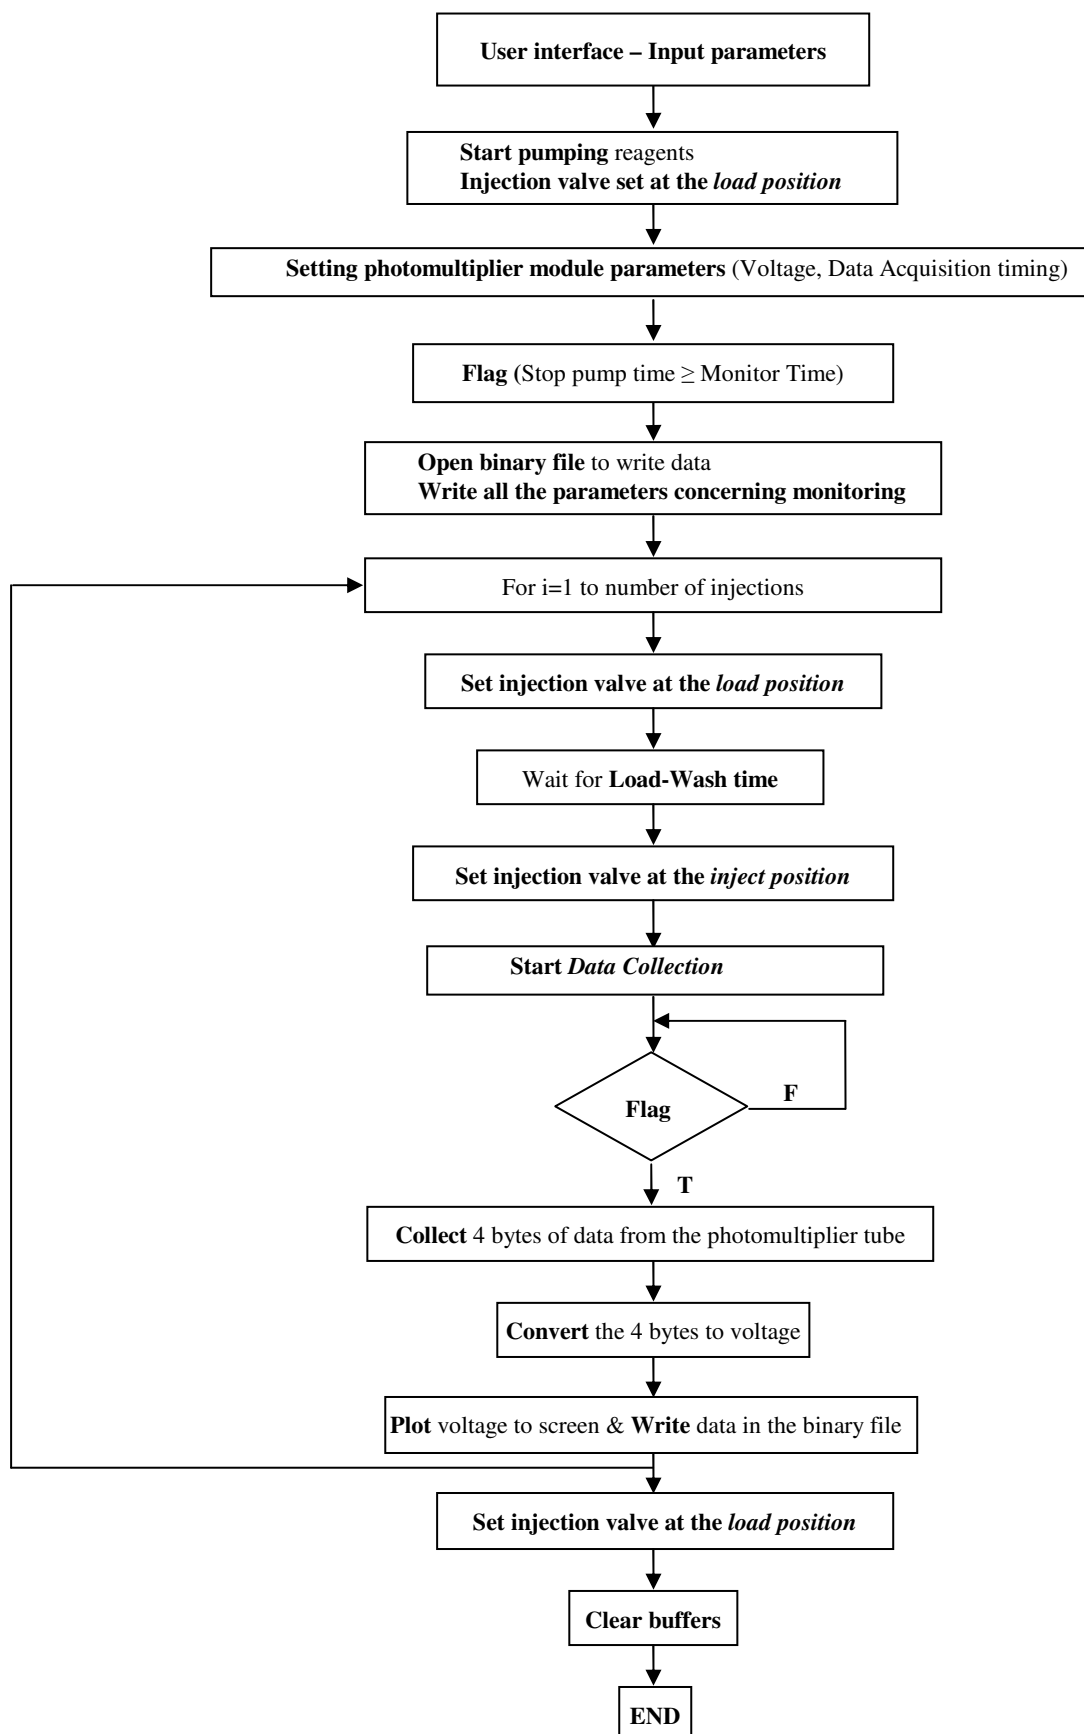 User interface – Input parameters
Start pumping reagents
Injection valve set at the load position
Setting photomultiplier module parameters (Voltage, Data Acquisition timing)
Flag (Stop pump time ≥ Monitor Time)
Open binary file to write data
Write all the parameters concerning monitoring
For i=1 to number of injections
Set injection valve at the load position
Wait for Load-Wash time
Set injection valve at the inject position
Start Data Collection
Flag
F
T
Collect 4 bytes of data from the photomultiplier tube
Convert the 4 bytes to voltage
Plot voltage to screen & Write data in the binary file
Set injection valve at the load position
Clear buffers
END